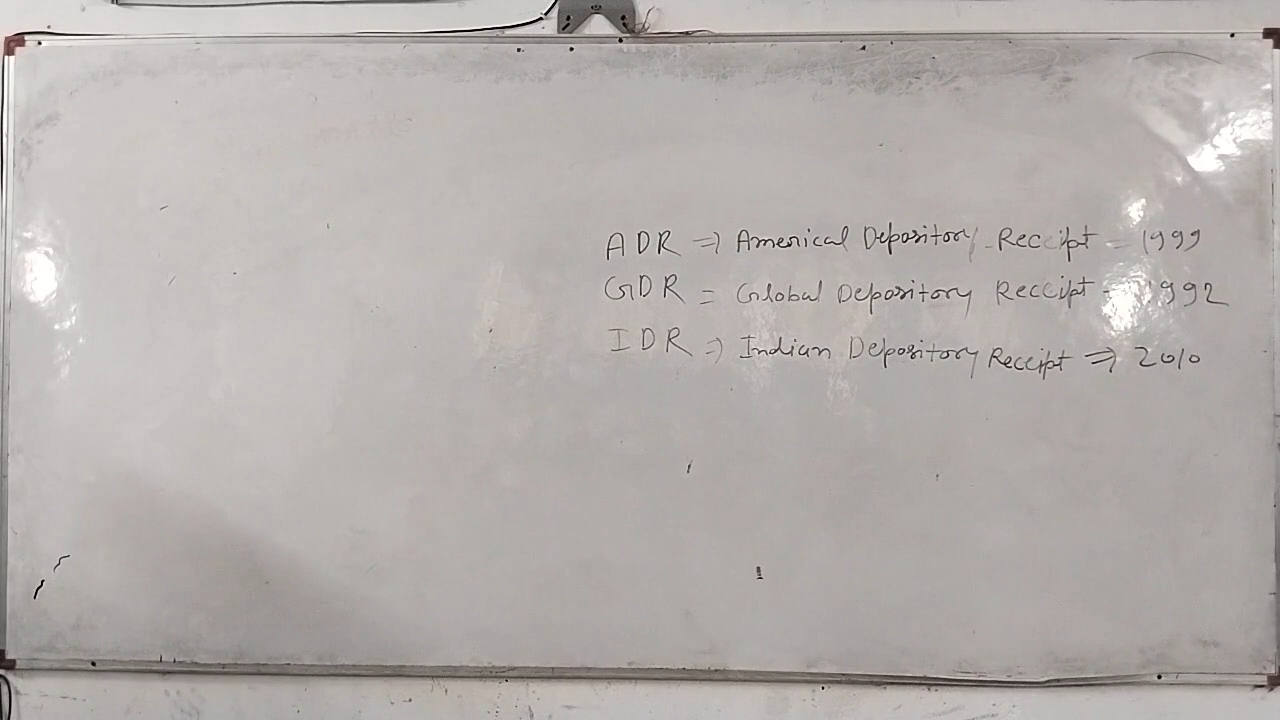 ADR => Americal Depository Receipt - 1999
GDR = Global Depository Receipt - 1992
IDR => Indian Depository Receipt => 2010